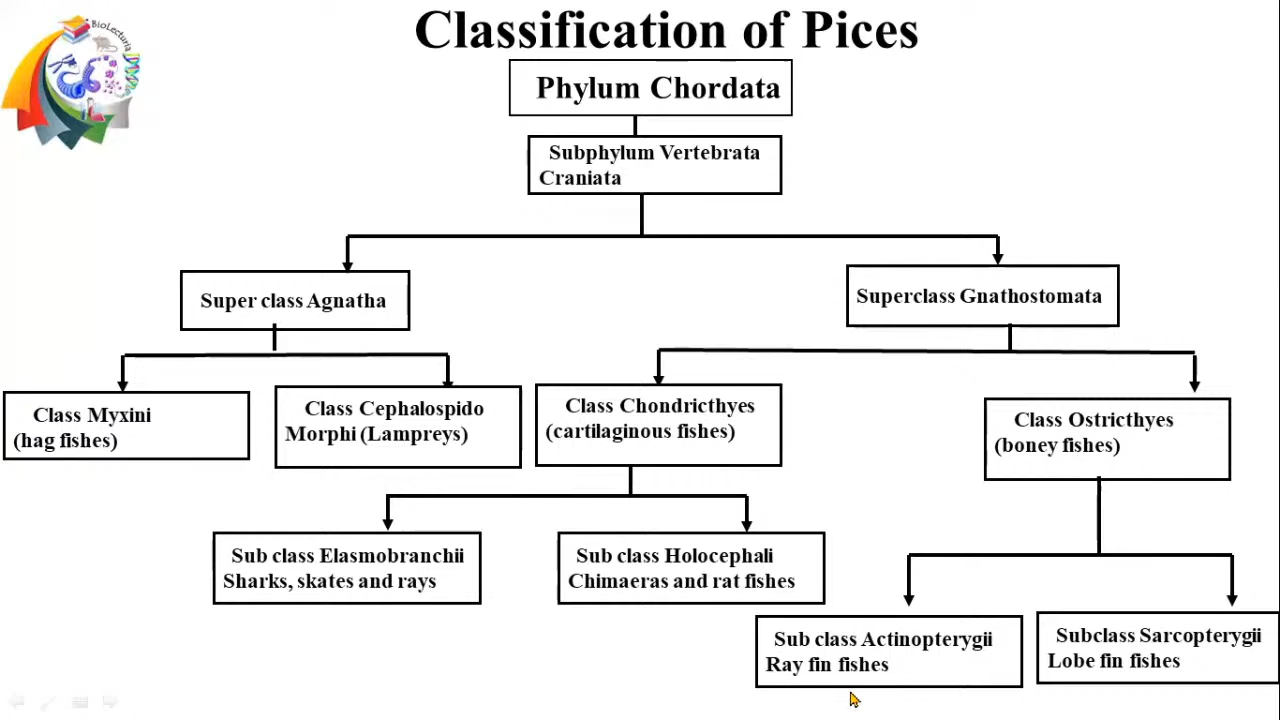 Classification of Pices
BioLecturia
Phylum Chordata
Subphylum Vertebrata
Craniata
Super class Agnatha
Superclass Gnathostomata
Class Myxini
(hag fishes)
Class Cephalospido
Morphi (Lampreys)
Class Chondricthyes
(cartilaginous fishes)
Class Ostricthyes
(boney fishes)
Sub class Elasmobranchii
Sharks, skates and rays
Sub class Holocephali
Chimaeras and rat fishes
Sub class Actinopterygii
Ray fin fishes
Subclass Sarcopterygii
Lobe fin fishes